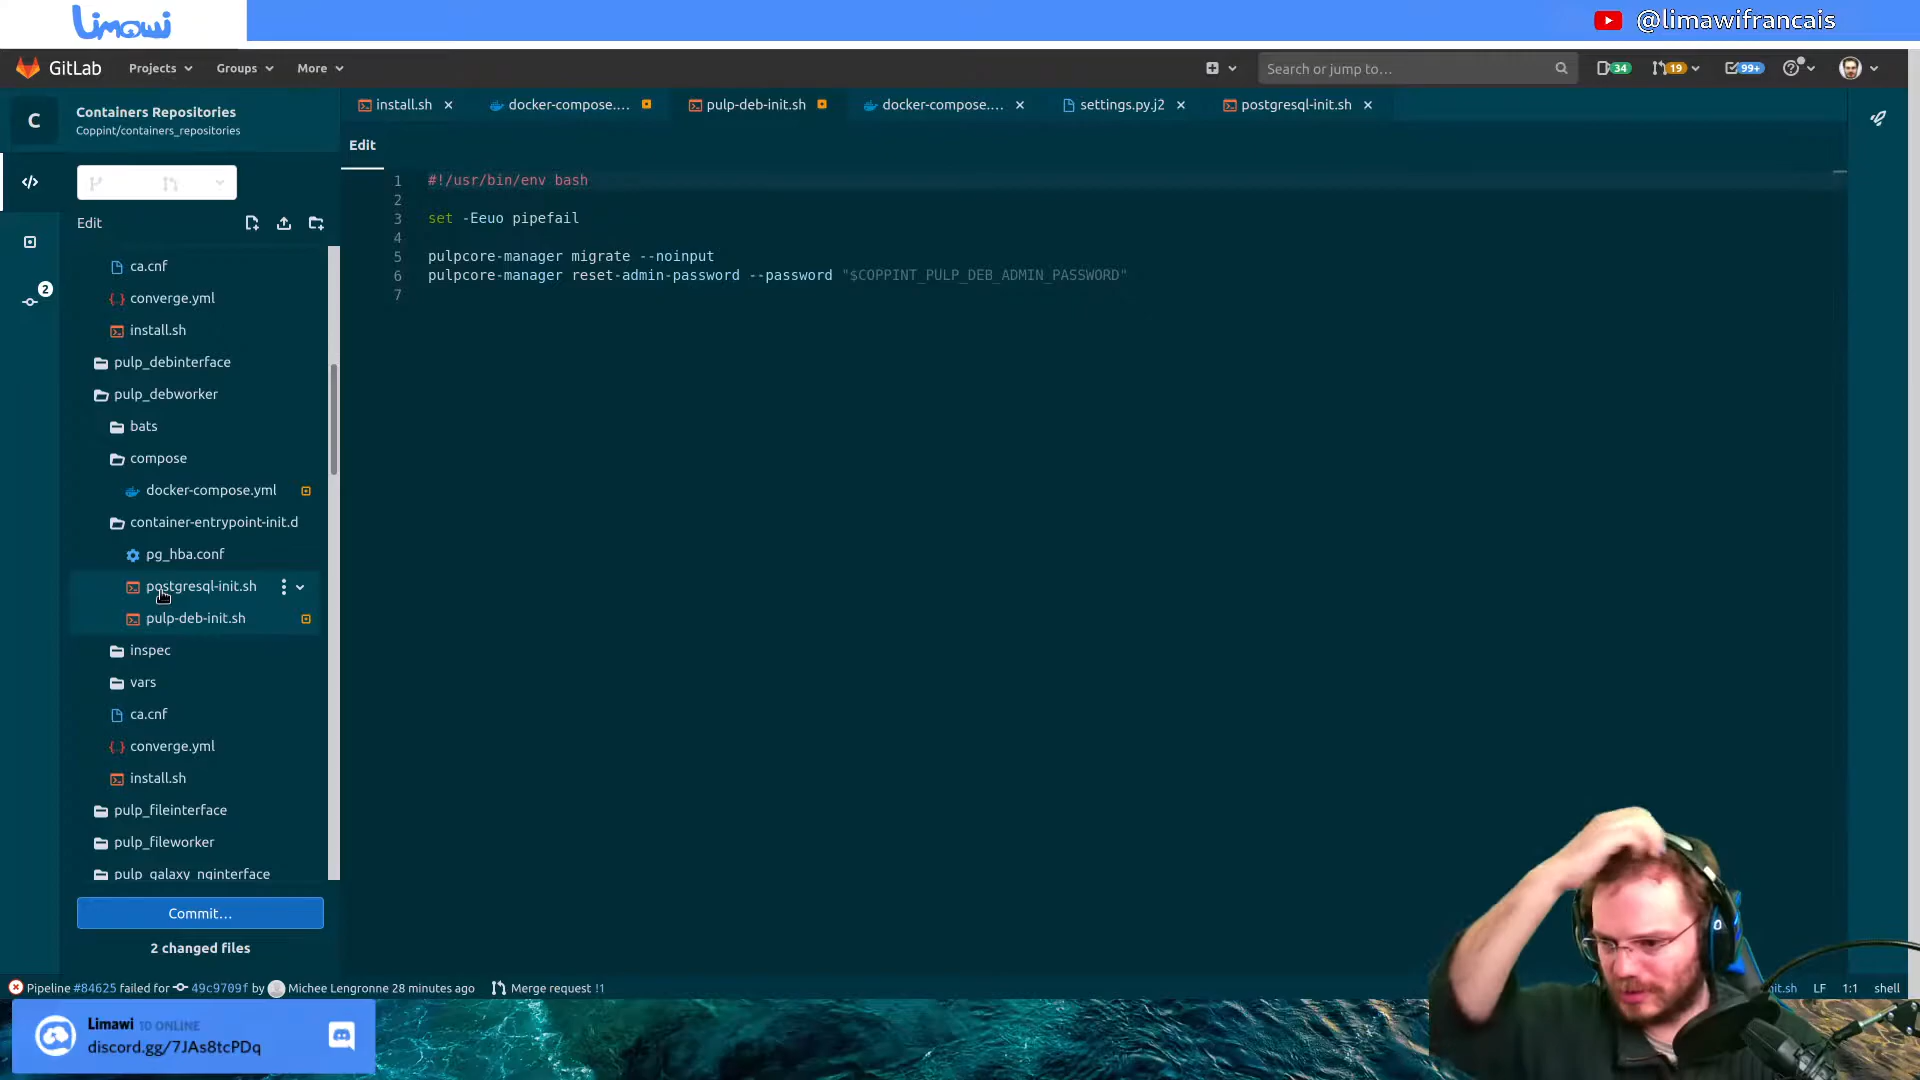 Limawi
@limawifrancais
GitLab
Projects
Groups
More
Search or jump to…
34
19
99+
C
Containers Repositories
Coppint/containers_repositories
install.sh
docker-compose.…
pulp-deb-init.sh
docker-compose.…
settings.py.j2
postgresql-init.sh
Edit
Edit
2
ca.cnf
converge.yml
install.sh
pulp_debinterface
pulp_debworker
bats
compose
docker-compose.yml
container-entrypoint-init.d
pg_hba.conf
postgresql-init.sh
pulp-deb-init.sh
inspec
vars
ca.cnf
converge.yml
install.sh
pulp_fileinterface
pulp_fileworker
pulp_galaxy_nginterface
Commit…
2 changed files
1 #!/usr/bin/env bash
2
3 set -Eeuo pipefail
4
5 pulpcore-manager migrate --noinput
6 pulpcore-manager reset-admin-password --password "$COPPINT_PULP_DEB_ADMIN_PASSWORD"
7
Pipeline #84625 failed for 49c9709f by Michee Lengronne 28 minutes ago
Merge request !1
init.sh LF 1:1 shell
Limawi 10 ONLINE
discord.gg/7JAs8tcPDq